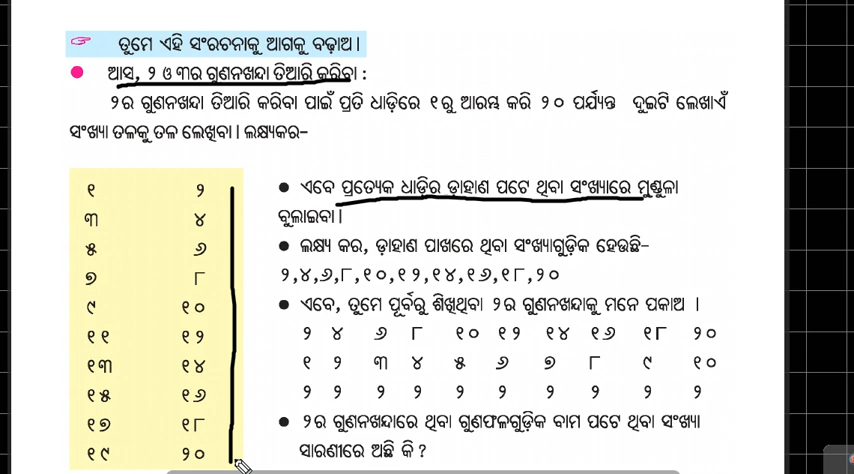 ☞ ତୁମେ ଏହି ସଂରଚନାକୁ ଆଗକୁ ବଢ଼ାଅ।
● ଆସ, ୨ ଓ ୩ର ଗୁଣନଖନ୍ଦା ତିଆରି କରିବା :
୨ର ଗୁଣନଖନ୍ଦା ତିଆରି କରିବା ପାଇଁ ପ୍ରତି ଧାଡ଼ିରେ ୧ରୁ ଆରମ୍ଭ କରି ୨୦ ପର୍ଯ୍ୟନ୍ତ ଦୁଇଟି ଲେଖାଏଁ
ସଂଖ୍ୟା ତଳକୁ ତଳ ଲେଖିବା। ଲକ୍ଷ୍ୟକର–
୧ ୨
୩ ୪
୫ ୬
୭ ୮
୯ ୧୦
୧୧ ୧୨
୧୩ ୧୪
୧୫ ୧୬
୧୭ ୧୮
୧୯ ୨୦
● ଏବେ ପ୍ରତ୍ୟେକ ଧାଡ଼ିର ଡ଼ାହାଣ ପଟେ ଥିବା ସଂଖ୍ୟାରେ ମୁଣ୍ଡୁଳା
ବୁଲାଇବା।
● ଲକ୍ଷ୍ୟ କର, ଡ଼ାହାଣ ପାଖରେ ଥିବା ସଂଖ୍ୟାଗୁଡ଼ିକ ହେଉଛି–
୨,୪,୬,୮,୧୦,୧୨,୧୪,୧୬,୧୮,୨୦
● ଏବେ, ତୁମେ ପୂର୍ବରୁ ଶିଖିଥିବା ୨ର ଗୁଣନଖନ୍ଦାକୁ ମନେ ପକାଅ ।
୨ ୪ ୬ ୮ ୧୦ ୧୨ ୧୪ ୧୬ ୧୮ ୨୦
୧ ୨ ୩ ୪ ୫ ୬ ୭ ୮ ୯ ୧୦
୨ ୨ ୨ ୨ ୨ ୨ ୨ ୨ ୨ ୨
● ୨ର ଗୁଣନଖନ୍ଦାରେ ଥିବା ଗୁଣଫଳଗୁଡ଼ିକ ବାମ ପଟେ ଥିବା ସଂଖ୍ୟା
ସାରଣୀରେ ଅଛି କି ?